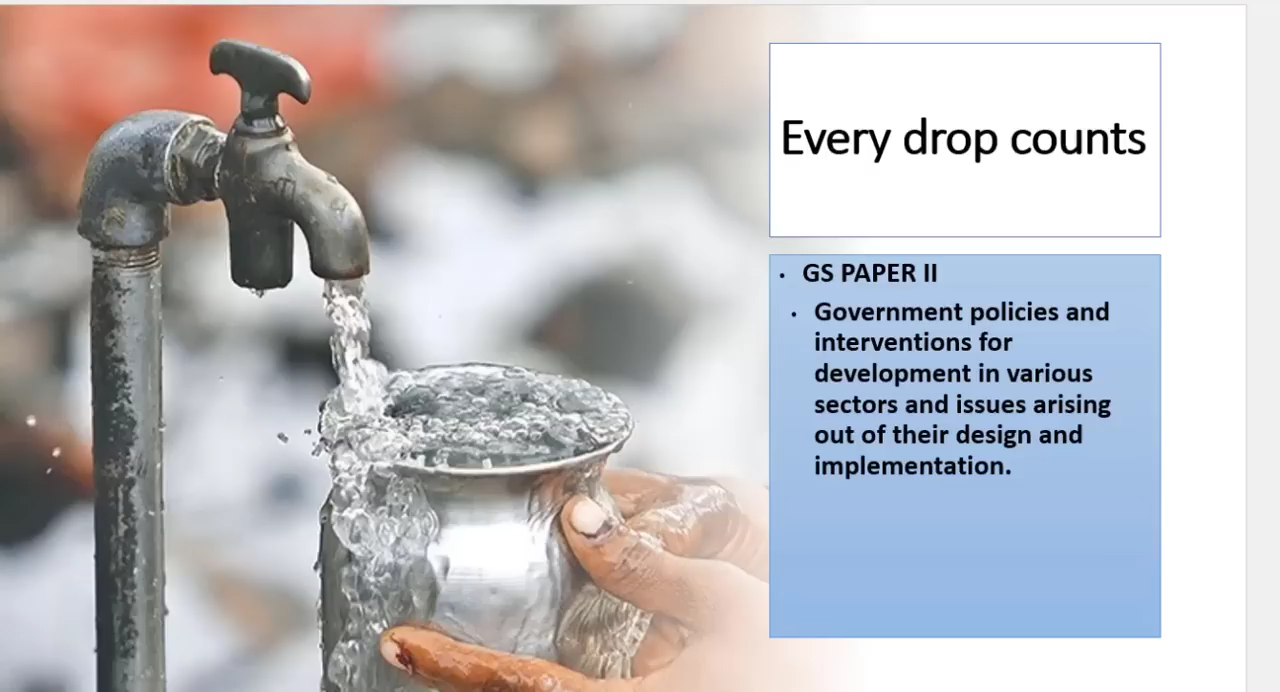 Every drop counts
• GS PAPER II
• Government policies and
interventions for
development in various
sectors and issues arising
out of their design and
implementation.